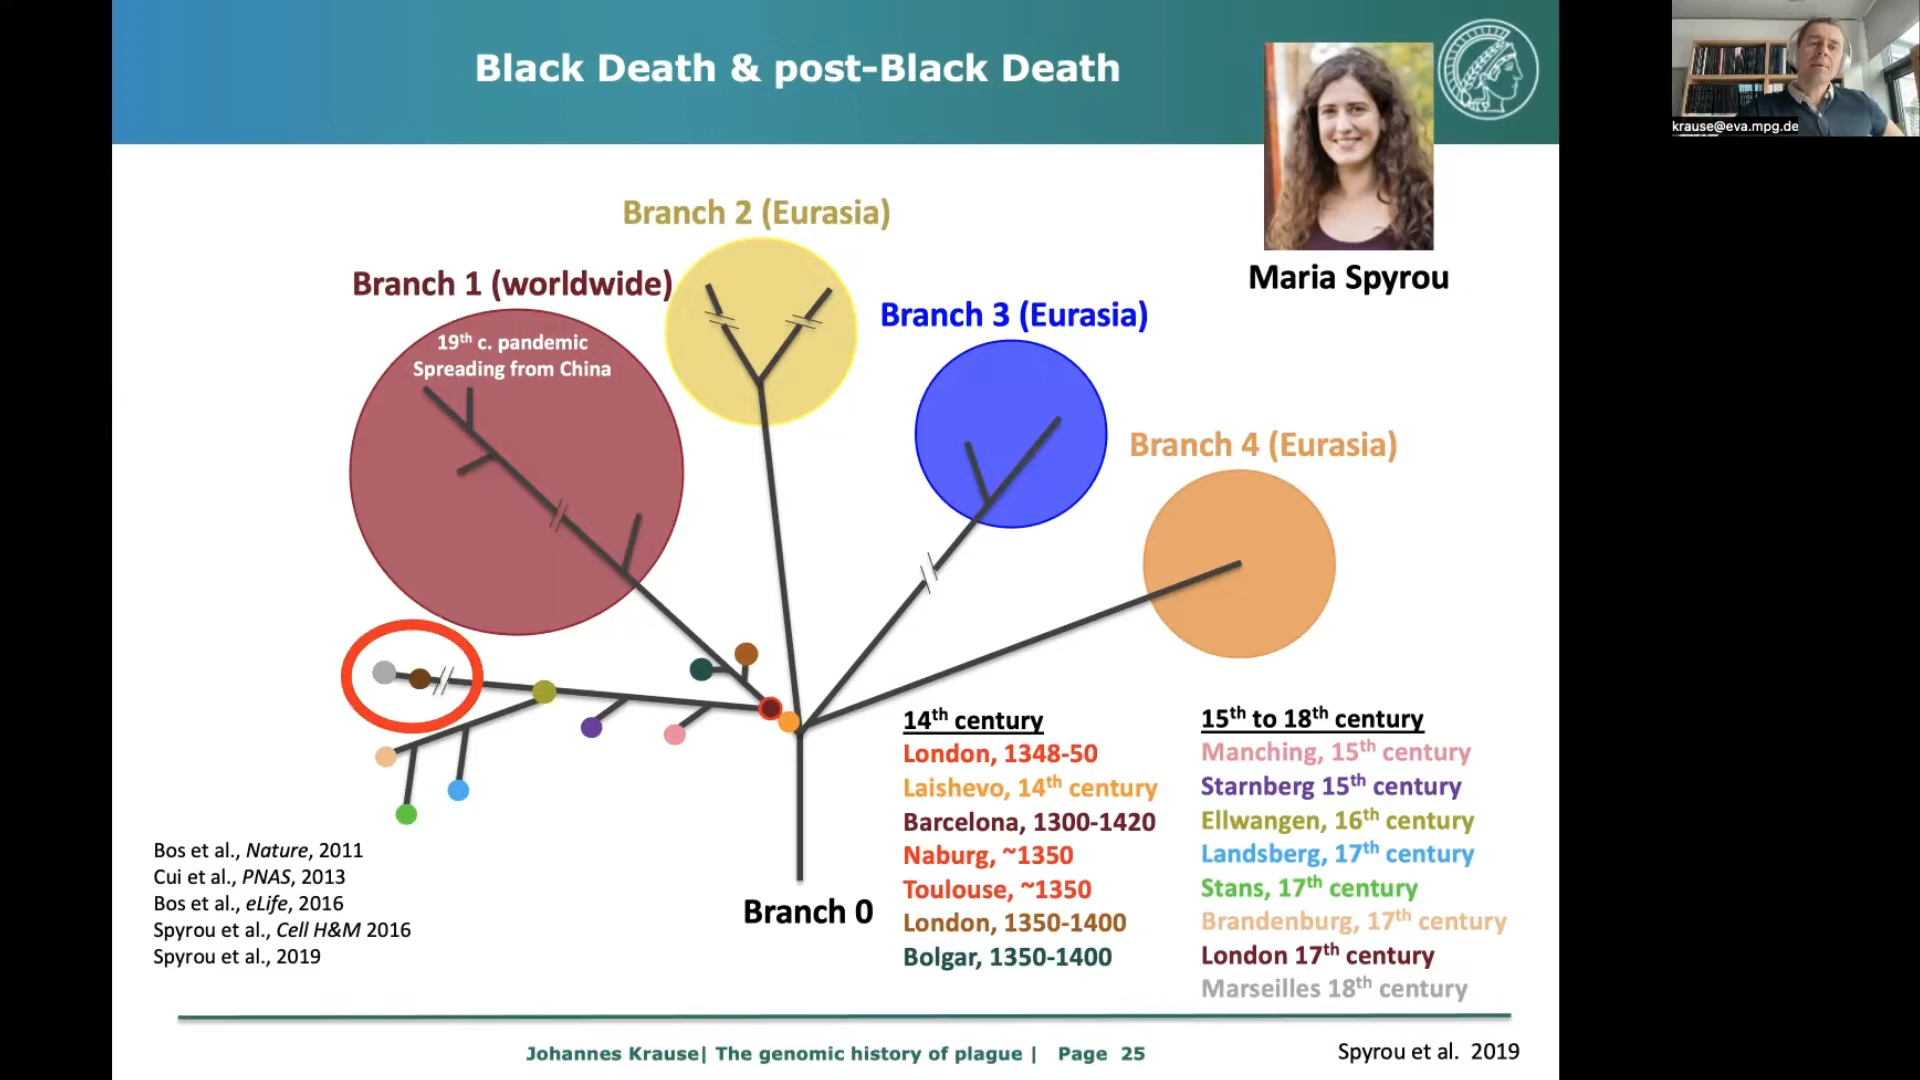 Black Death & post-Black Death
krause@eva.mpg.de
Maria Spyrou
Branch 2 (Eurasia)
Branch 1 (worldwide)
Branch 3 (Eurasia)
19th c. pandemic
Spreading from China
Branch 4 (Eurasia)
Branch 0
14th century
London, 1348-50
Laishevo, 14th century
Barcelona, 1300-1420
Naburg, ~1350
Toulouse, ~1350
London, 1350-1400
Bolgar, 1350-1400
15th to 18th century
Manching, 15th century
Starnberg 15th century
Ellwangen, 16th century
Landsberg, 17th century
Stans, 17th century
Brandenburg, 17th century
London 17th century
Marseilles 18th century
Bos et al., Nature, 2011
Cui et al., PNAS, 2013
Bos et al., eLife, 2016
Spyrou et al., Cell H&M 2016
Spyrou et al., 2019
Johannes Krause| The genomic history of plague | Page 25
Spyrou et al. 2019